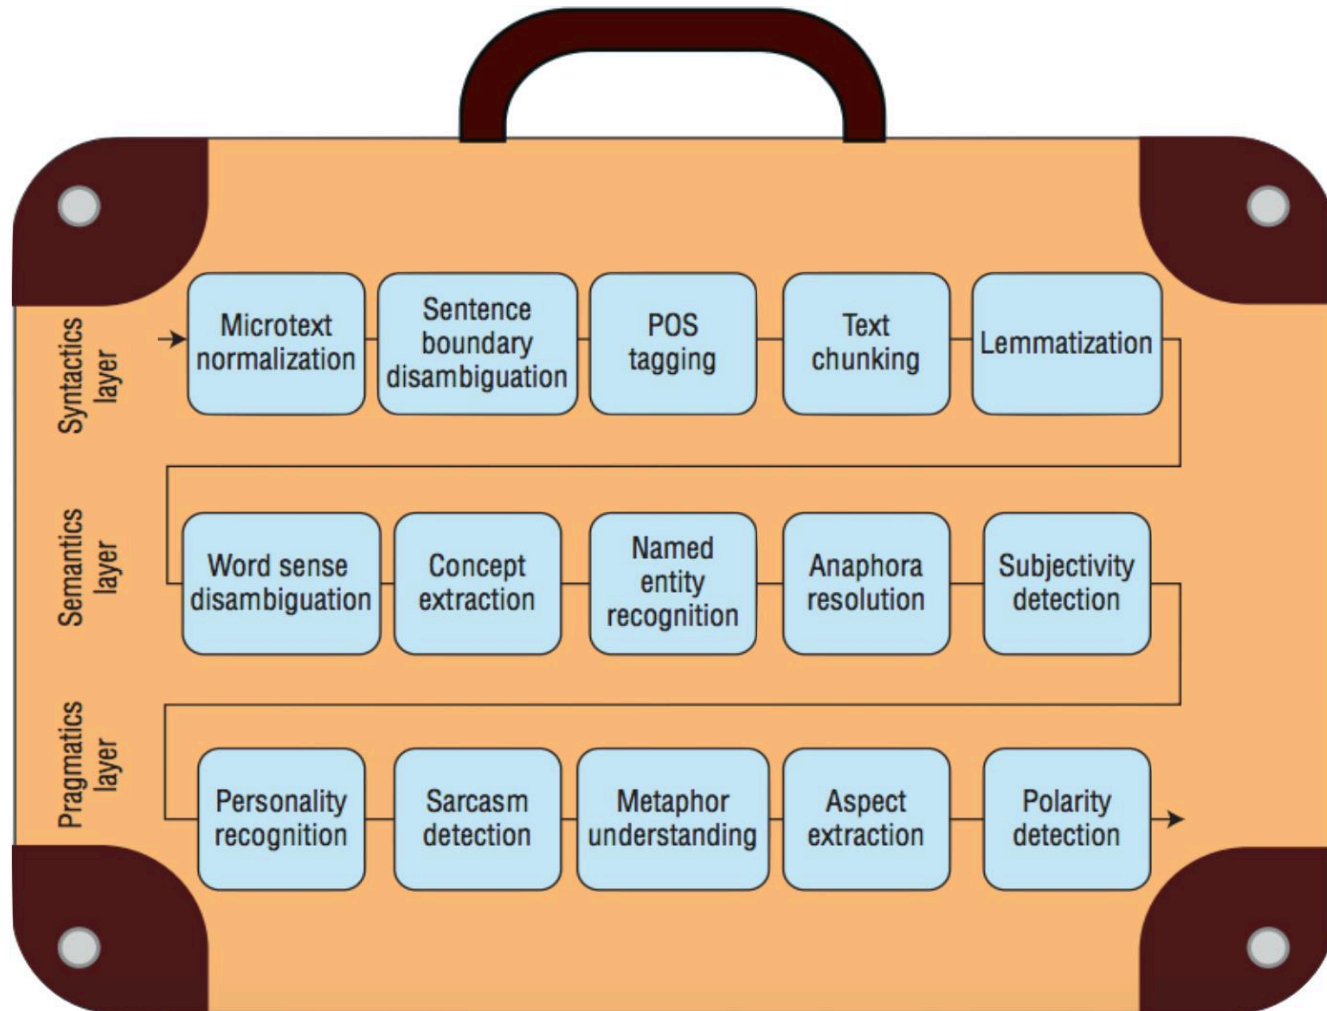 Syntactics
layer
Microtext
normalization
Sentence
boundary
disambiguation
POS
tagging
Text
chunking
Lemmatization
Semantics
layer
Word sense
disambiguation
Concept
extraction
Named
entity
recognition
Anaphora
resolution
Subjectivity
detection
Pragmatics
layer
Personality
recognition
Sarcasm
detection
Metaphor
understanding
Aspect
extraction
Polarity
detection